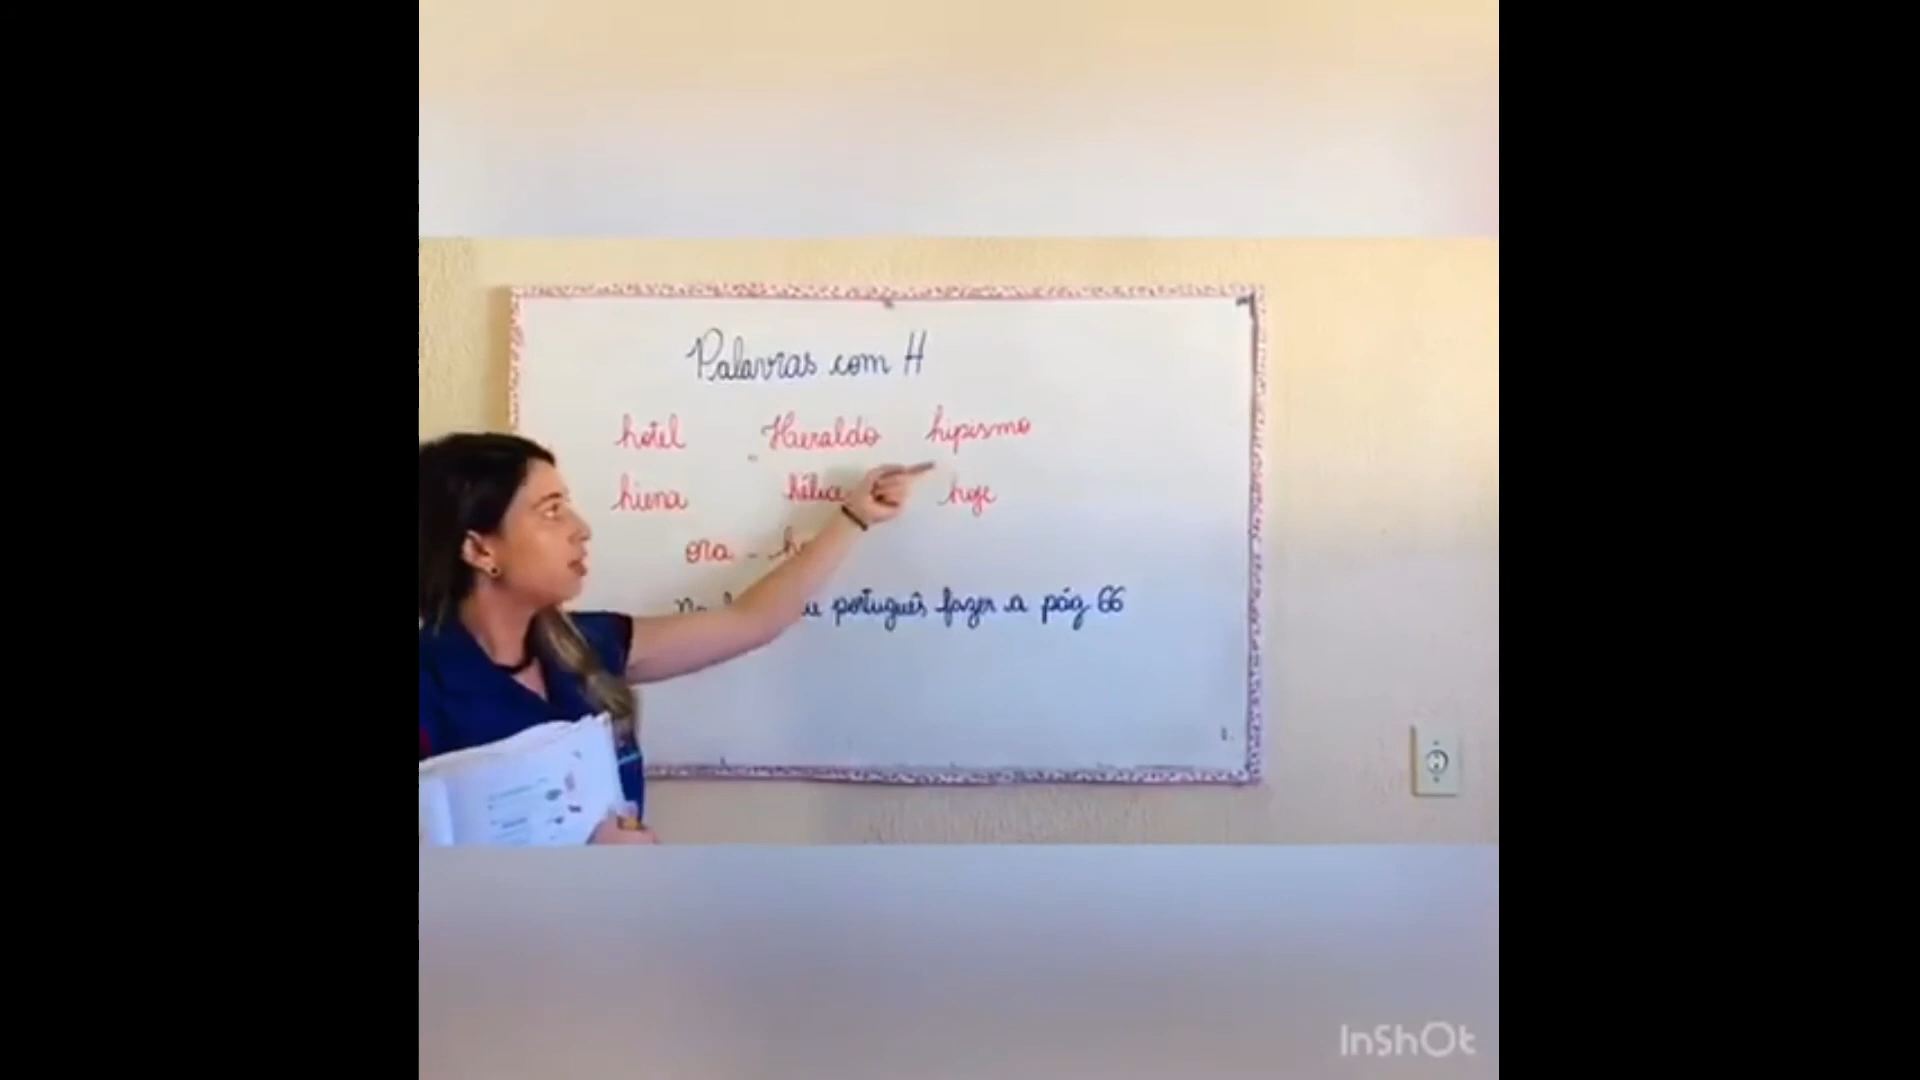 Palavras com H
hotel Heraldo hipismo
hiena hélice hoje
ora -
português fazer a pág 66
InShOt